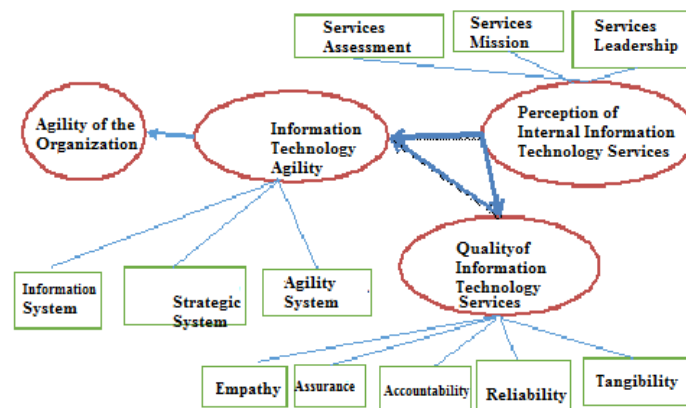 Services
Assessment
Services
Mission
Services
Leadership
Agility of the
Organization
Information
Technology
Agility
Perception of
Internal Information
Technology Services
Qualityof
Information
Technology
Services
Information
System
Strategic
System
Agility
System
Empathy
Assurance
Accountability
Reliability
Tangibility